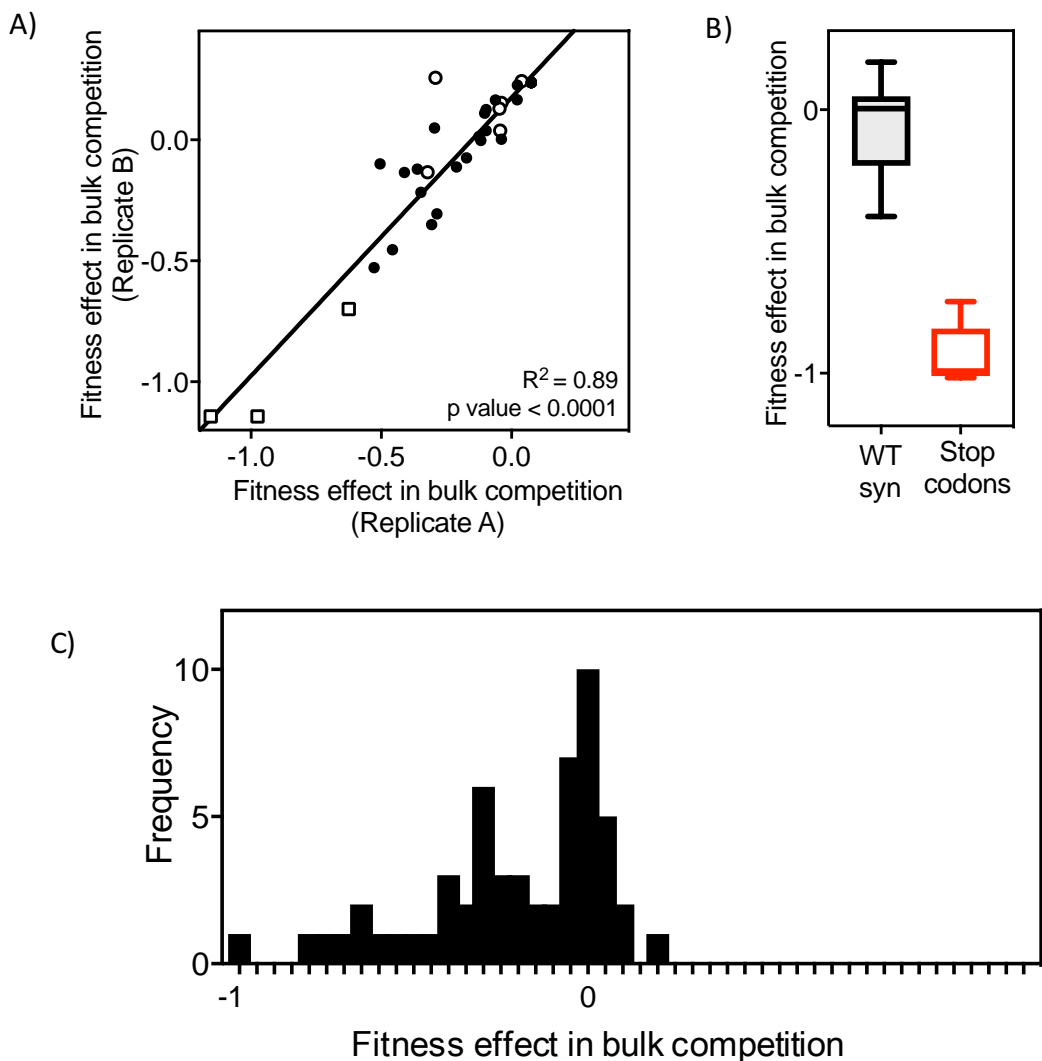 A)
Fitness effect in bulk competition
(Replicate B)
0.0
-0.5
-1.0
R² = 0.89
p value < 0.0001
-1.0 -0.5 0.0
Fitness effect in bulk competition
(Replicate A)
B)
Fitness effect in bulk competition
0
-1
WT Stop
syn codons
C)
Frequency
10
5
0
-1 0
Fitness effect in bulk competition